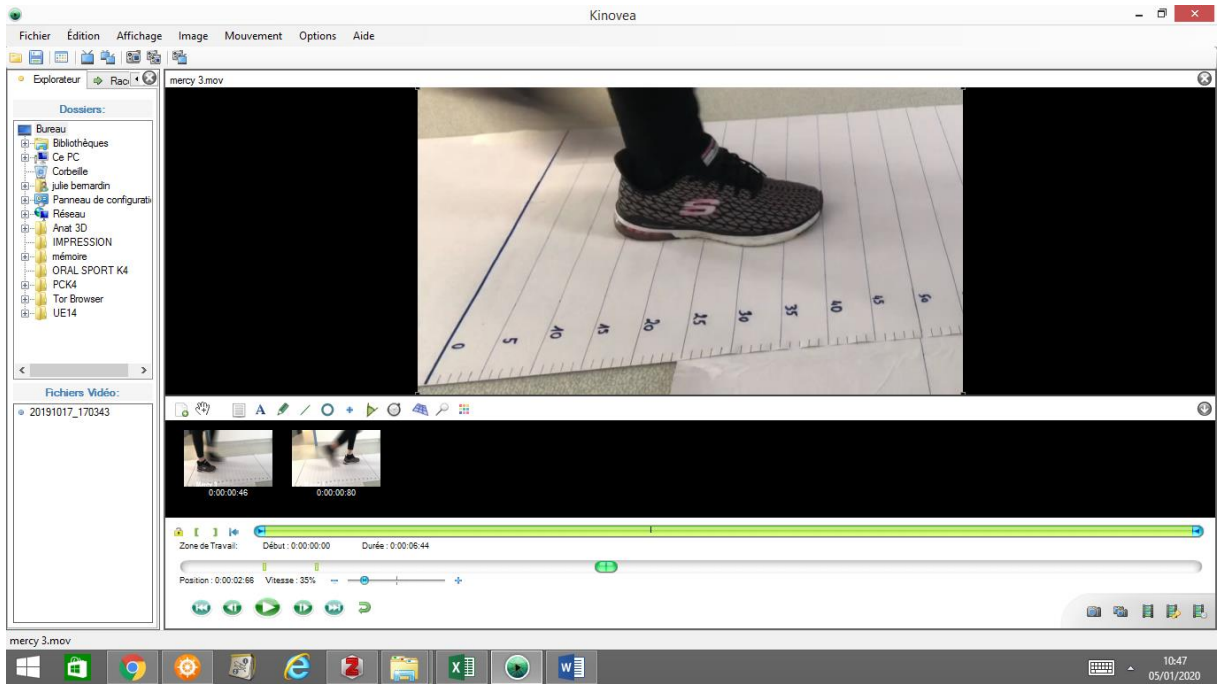 Kinovea
Fichier Édition Affichage Image Mouvement Options Aide
Explorateur Rac
mercy 3.mov
Dossiers:
Bureau
Bibliothèques
Ce PC
Corbeille
julie bernardin
Panneau de configurati
Réseau
Anat 3D
IMPRESSION
mémoire
ORAL SPORT K4
PCK4
Tor Browser
UE14
0 5 10 15 20 25 30 35 40 45 50
Fichiers Vidéo:
20191017_170343
0:00:00:46 0:00:00:80
Zone de Travail: Début : 0:00:00:00 Durée : 0:00:06:44
Position : 0:00:02:66 Vitesse : 35%
mercy 3.mov
10:47
05/01/2020